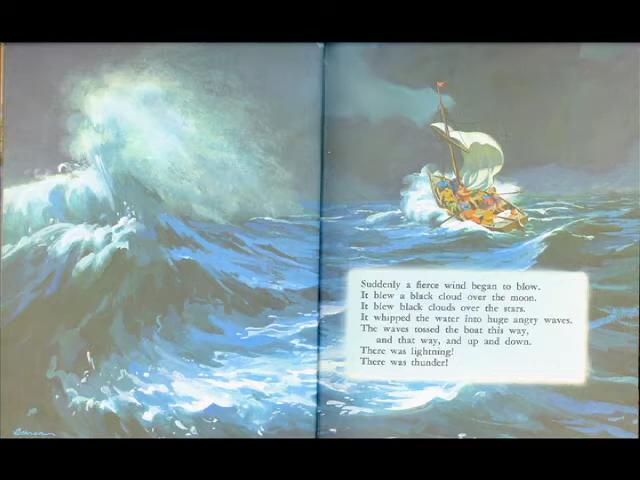 Suddenly a fierce wind began to blow.
It blew a black cloud over the moon.
It blew black clouds over the stars.
It whipped the water into huge angry waves.
The waves tossed the boat this way,
and that way, and up and down.
There was lightning!
There was thunder!